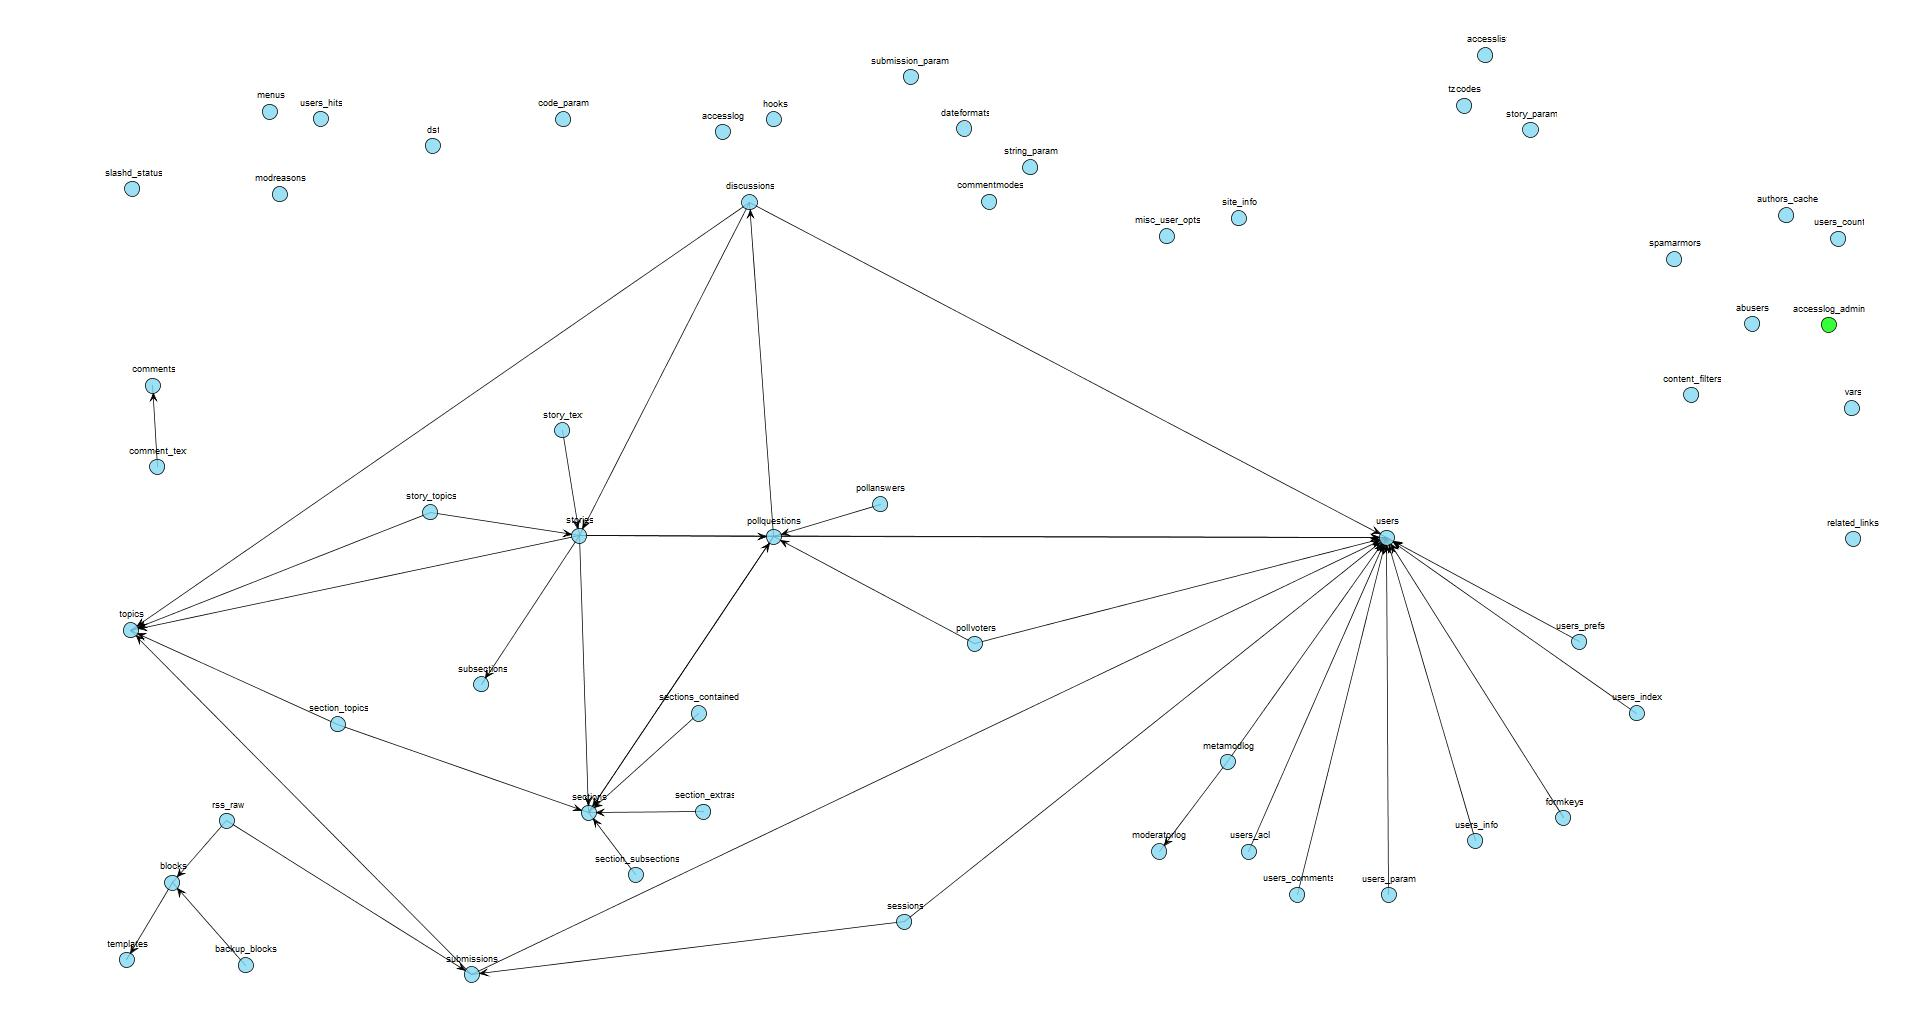 accesslis
submission_param
tzcodes
menus
users_hits
code_param
hooks
accesslog
dateformats
story_param
dst
string_param
slashd_status
modreasons
discussions
commentmodes
authors_cache
site_info
misc_user_opts
users_count
spamarmors
abusers
accesslog_admin
comments
content_filters
vars
story_tex
comment_tex
story_topics
pollanswers
stories
pollquestions
users
related_links
topics
pollvoters
users_prefs
subsections
sections_contained
users_index
section_topics
metamodlog
sections
section_extras
rss_raw
formkeys
users_info
moderatorlog
users_acl
section_subsections
blocks
users_comments
users_param
sessions
templates
backup_blocks
submissions